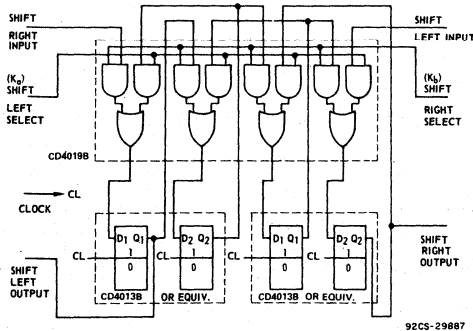 SHIFT
RIGHT
INPUT
SHIFT
LEFT INPUT
(Ka)
SHIFT
LEFT
SELECT
(Kb)
SHIFT
RIGHT
SELECT
CD4019B
CL
CLOCK
D1 Q1
D2 Q2
D1 Q1
D2 Q2
CL
1
0
CL
1
0
CL
1
0
CL
1
0
SHIFT
LEFT
OUTPUT
SHIFT
RIGHT
OUTPUT
CD4013B OR EQUIV.
CD4013B OR EQUIV.
92CS-29887